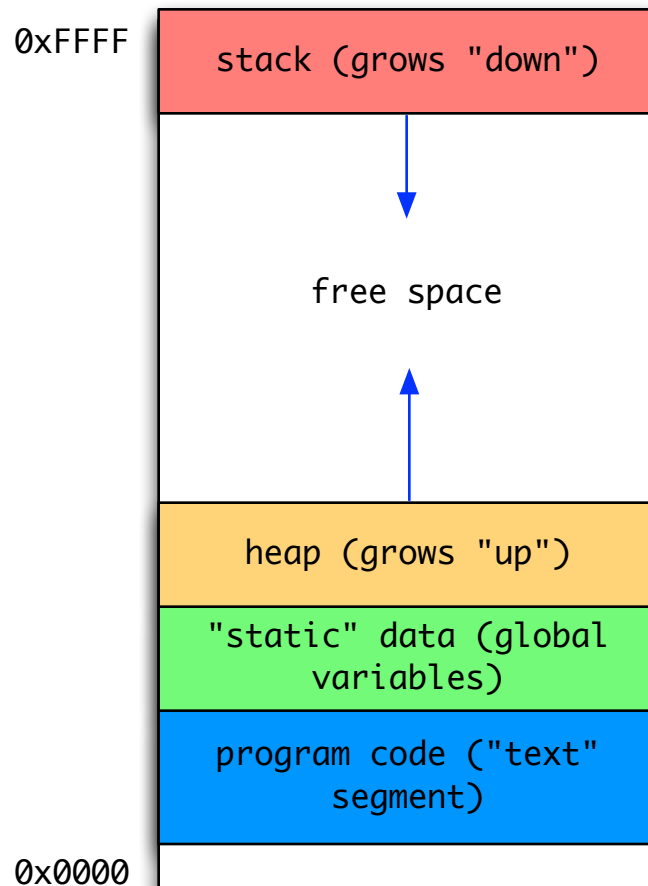 0xFFFF
stack (grows "down")
free space
heap (grows "up")
"static" data (global
variables)
program code ("text"
segment)
0x0000